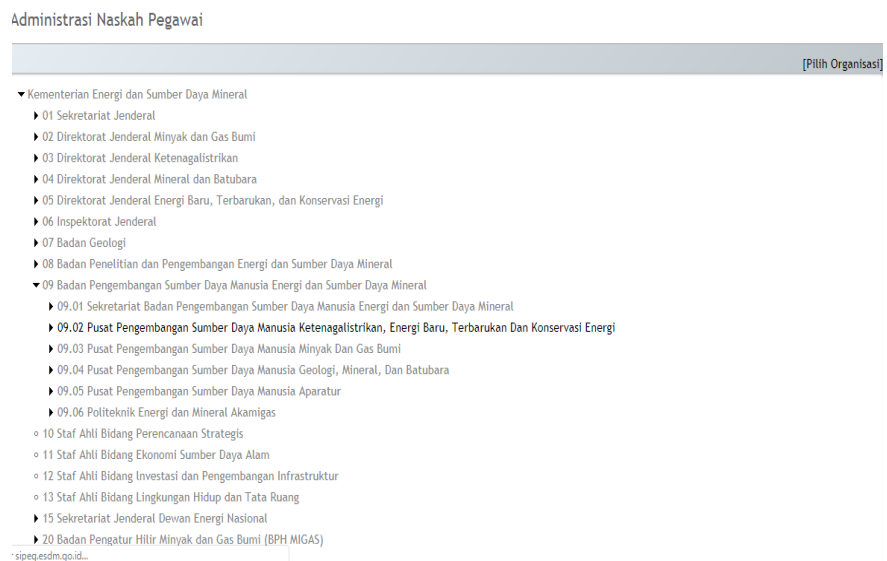 Administrasi Naskah Pegawai
[Pilih Organisasi]
Kementerian Energi dan Sumber Daya Mineral
01 Sekretariat Jenderal
02 Direktorat Jenderal Minyak dan Gas Bumi
03 Direktorat Jenderal Ketenagalistrikan
04 Direktorat Jenderal Mineral dan Batubara
05 Direktorat Jenderal Energi Baru, Terbarukan, dan Konservasi Energi
06 Inspektorat Jenderal
07 Badan Geologi
08 Badan Penelitian dan Pengembangan Energi dan Sumber Daya Mineral
09 Badan Pengembangan Sumber Daya Manusia Energi dan Sumber Daya Mineral
09.01 Sekretariat Badan Pengembangan Sumber Daya Manusia Energi dan Sumber Daya Mineral
09.02 Pusat Pengembangan Sumber Daya Manusia Ketenagalistrikan, Energi Baru, Terbarukan Dan Konservasi Energi
09.03 Pusat Pengembangan Sumber Daya Manusia Minyak Dan Gas Bumi
09.04 Pusat Pengembangan Sumber Daya Manusia Geologi, Mineral, Dan Batubara
09.05 Pusat Pengembangan Sumber Daya Manusia Aparatur
09.06 Politeknik Energi dan Mineral Akamigas
10 Staf Ahli Bidang Perencanaan Strategis
11 Staf Ahli Bidang Ekonomi Sumber Daya Alam
12 Staf Ahli Bidang Investasi dan Pengembangan Infrastruktur
13 Staf Ahli Bidang Lingkungan Hidup dan Tata Ruang
15 Sekretariat Jenderal Dewan Energi Nasional
20 Badan Pengatur Hilir Minyak dan Gas Bumi (BPH MIGAS)
sipeg.esdm.go.id...